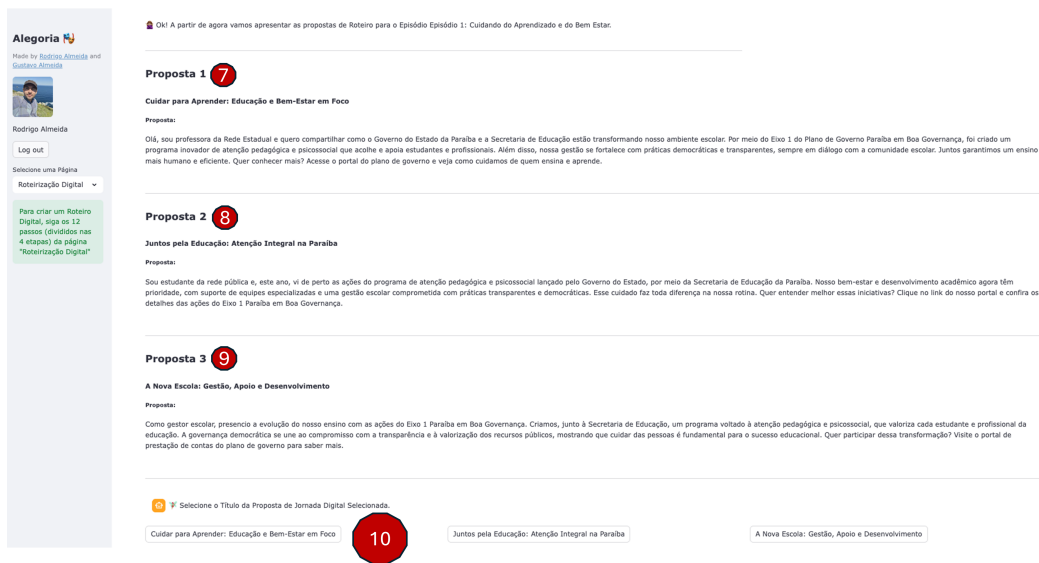 Alegoria
Made by Rodrigo Almeida and
Gustavo Almeida
Rodrigo Almeida
Log out
Selecione uma Página
Roteirização Digital
Para criar um Roteiro
Digital, siga os 12
passos (divididos nas
4 etapas) da página
"Roteirização Digital"
Ok! A partir de agora vamos apresentar as propostas de Roteiro para o Episódio Episódio 1: Cuidando do Aprendizado e do Bem Estar.
Proposta 1 7
Cuidar para Aprender: Educação e Bem-Estar em Foco
Proposta:
Olá, sou professora da Rede Estadual e quero compartilhar como o Governo do Estado da Paraíba e a Secretaria de Educação estão transformando nosso ambiente escolar. Por meio do Eixo 1 do Plano de Governo Paraíba em Boa Governança, foi criado um
programa inovador de atenção pedagógica e psicossocial que acolhe e apoia estudantes e profissionais. Além disso, nossa gestão se fortalece com práticas democráticas e transparentes, sempre em diálogo com a comunidade escolar. Juntos garantimos um ensino
mais humano e eficiente. Quer conhecer mais? Acesse o portal do plano de governo e veja como cuidamos de quem ensina e aprende.
Proposta 2 8
Juntos pela Educação: Atenção Integral na Paraíba
Proposta:
Sou estudante da rede pública e, este ano, vi de perto as ações do programa de atenção pedagógica e psicossocial lançado pelo Governo do Estado, por meio da Secretaria de Educação da Paraíba. Nosso bem-estar e desenvolvimento acadêmico agora têm
prioridade, com suporte de equipes especializadas e uma gestão escolar comprometida com práticas transparentes e democráticas. Esse cuidado faz toda diferença na nossa rotina. Quer entender melhor essas iniciativas? Clique no link do nosso portal e confira os
detalhes das ações do Eixo 1 Paraíba em Boa Governança.
Proposta 3 9
A Nova Escola: Gestão, Apoio e Desenvolvimento
Proposta:
Como gestor escolar, presencio a evolução do nosso ensino com as ações do Eixo 1 Paraíba em Boa Governança. Criamos, junto à Secretaria de Educação, um programa voltado à atenção pedagógica e psicossocial, que valoriza cada estudante e profissional da
educação. A governança democrática se une ao compromisso com a transparência e à valorização dos recursos públicos, mostrando que cuidar das pessoas é fundamental para o sucesso educacional. Quer participar dessa transformação? Visite o portal de
prestação de contas do plano de governo para saber mais.
Selecione o Título da Proposta de Jornada Digital Selecionada.
Cuidar para Aprender: Educação e Bem-Estar em Foco 10 Juntos pela Educação: Atenção Integral na Paraíba A Nova Escola: Gestão, Apoio e Desenvolvimento